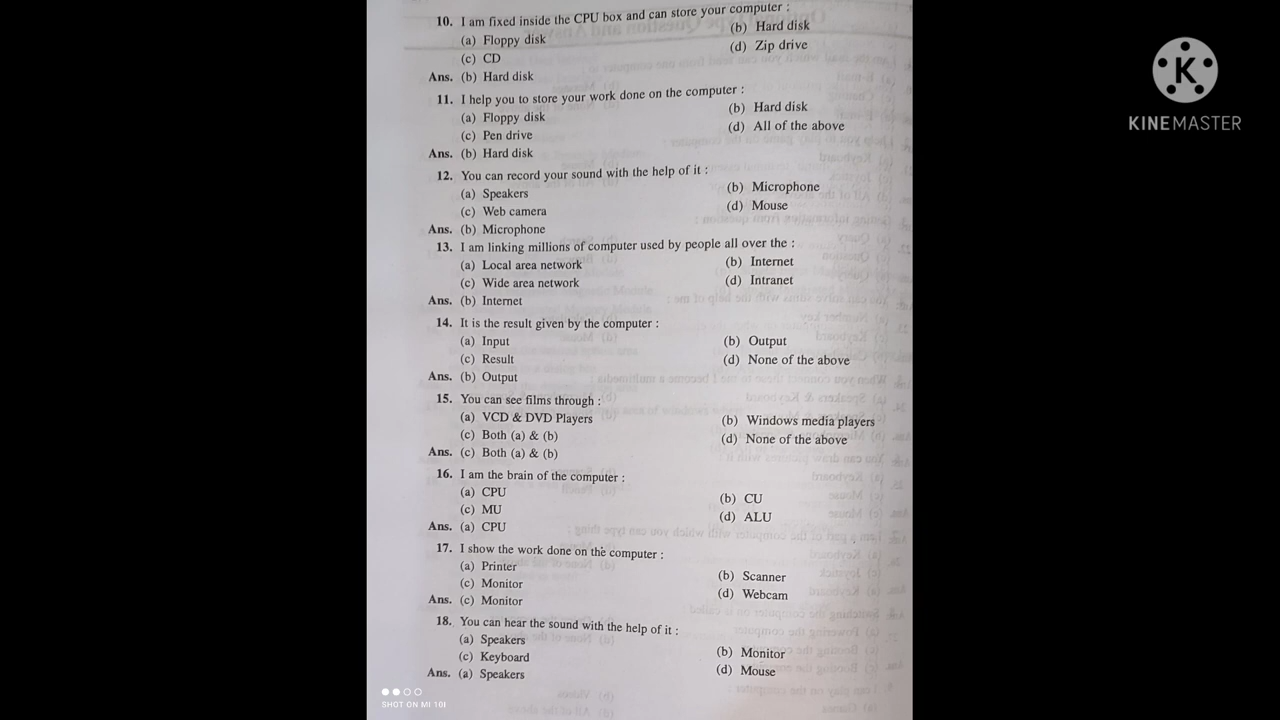 10. I am fixed inside the CPU box and can store your computer :
(a) Floppy disk (b) Hard disk
(c) CD (d) Zip drive
Ans. (b) Hard disk
11. I help you to store your work done on the computer :
(a) Floppy disk (b) Hard disk
(c) Pen drive (d) All of the above
Ans. (b) Hard disk
12. You can record your sound with the help of it :
(a) Speakers (b) Microphone
(c) Web camera (d) Mouse
Ans. (b) Microphone
13. I am linking millions of computer used by people all over the :
(a) Local area network (b) Internet
(c) Wide area network (d) Intranet
Ans. (b) Internet
14. It is the result given by the computer :
(a) Input (b) Output
(c) Result (d) None of the above
Ans. (b) Output
15. You can see films through :
(a) VCD & DVD Players (b) Windows media players
(c) Both (a) & (b) (d) None of the above
Ans. (c) Both (a) & (b)
16. I am the brain of the computer :
(a) CPU (b) CU
(c) MU (d) ALU
Ans. (a) CPU
17. I show the work done on the computer :
(a) Printer (b) Scanner
(c) Monitor (d) Webcam
Ans. (c) Monitor
18. You can hear the sound with the help of it :
(a) Speakers (b) Monitor
(c) Keyboard (d) Mouse
Ans. (a) Speakers
SHOT ON MI 10I
K
KINEMASTER